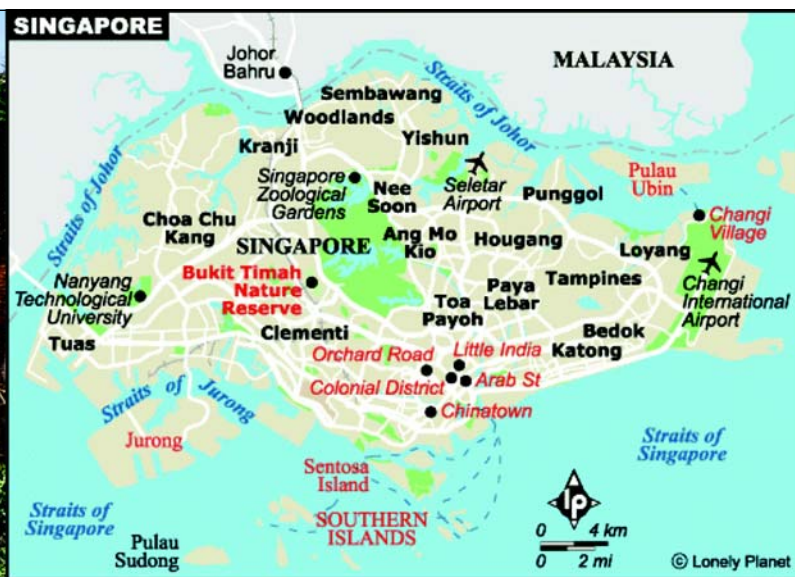 SINGAPORE
Johor
Bahru
MALAYSIA
Straits of Johor
Sembawang
Woodlands
Yishun
Kranji
Singapore
Zoological
Gardens
Nee
Soon
Seletar
Airport
Punggol
Pulau
Ubin
Changi
Village
Straits of Johor
Choa Chu
Kang
SINGAPORE
Ang Mo
Kio
Hougang
Loyang
Tampines
Changi
International
Airport
Nanyang
Technological
University
Bukit Timah
Nature
Reserve
Paya
Lebar
Toa
Payoh
Tuas
Clementi
Bedok
Katong
Orchard Road
Little India
Colonial District
Arab St
Chinatown
Straits of Jurong
Jurong
Sentosa
Island
Straits of
Singapore
Straits of
Singapore
SOUTHERN
ISLANDS
Pulau
Sudong
lp
0 4 km
0 2 mi
© Lonely Planet